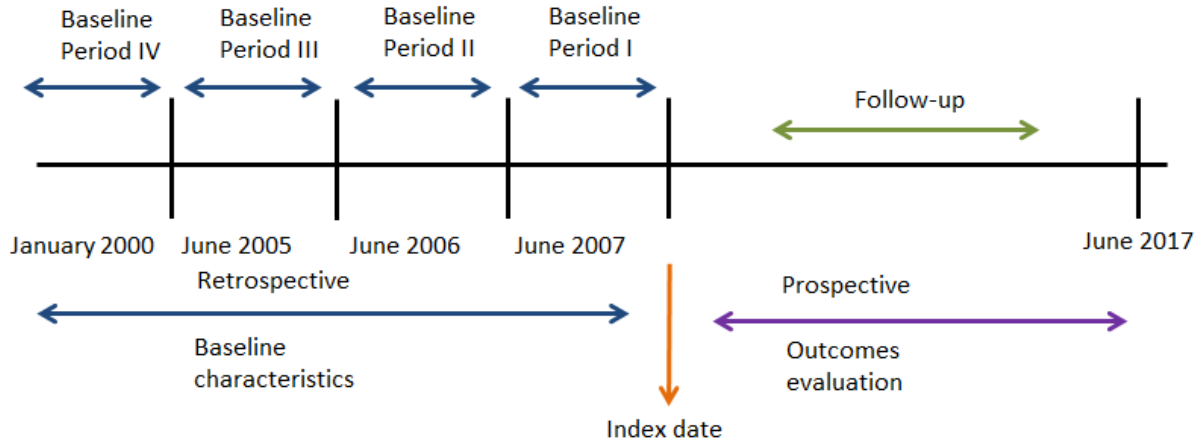 Baseline
Period IV
Baseline
Period III
Baseline
Period II
Baseline
Period I
Follow-up
January 2000
June 2005
June 2006
June 2007
June 2017
Retrospective
Prospective
Baseline
characteristics
Outcomes
evaluation
Index date